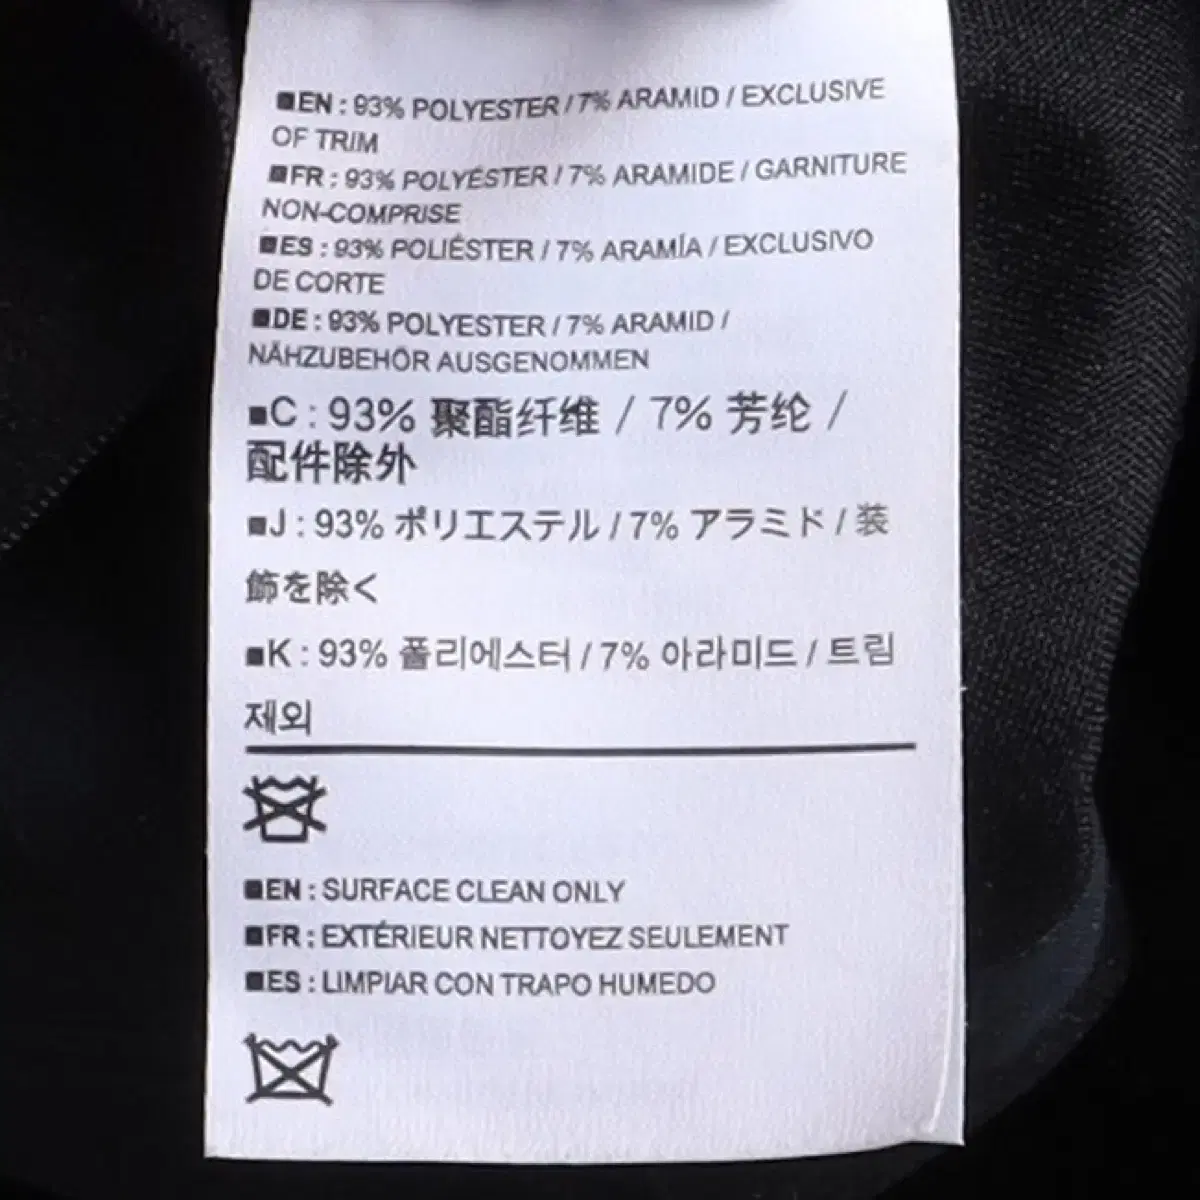 ■EN : 93% POLYESTER / 7% ARAMID / EXCLUSIVE
OF TRIM
■FR : 93% POLYÉSTER / 7% ARAMIDE / GARNITURE
NON-COMPRISE
■ES : 93% POLIÉSTER / 7% ARAMÍA / EXCLUSIVO
DE CORTE
■DE : 93% POLYESTER / 7% ARAMID /
NÄHZUBEHÖR AUSGENOMMEN
■C : 93% 聚酯纤维 / 7% 芳纶 /
配件除外
■J : 93% ポリエステル / 7% アラミド / 装
飾を除く
■K : 93% 폴리에스터 / 7% 아라미드 / 트림
제외
■EN : SURFACE CLEAN ONLY
■FR : EXTÉRIEUR NETTOYEZ SEULEMENT
■ES : LIMPIAR CON TRAPO HUMEDO